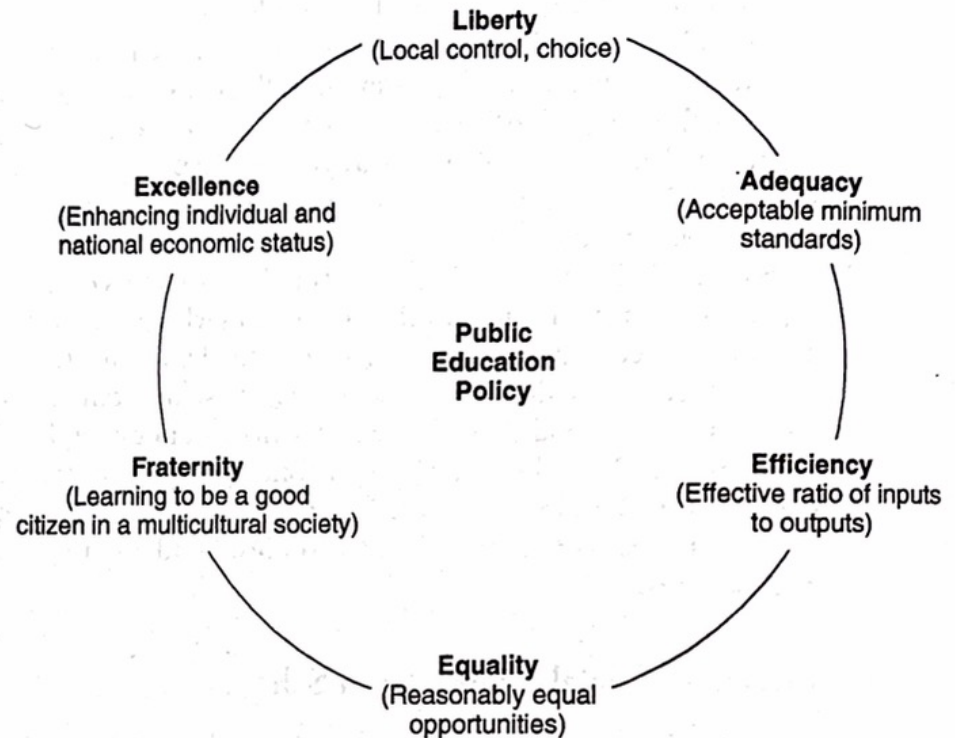 Liberty
(Local control, choice)
Excellence
(Enhancing individual and
national economic status)
Adequacy
(Acceptable minimum
standards)
Public
Education
Policy
Fraternity
(Learning to be a good
citizen in a multicultural society)
Efficiency
(Effective ratio of inputs
to outputs)
Equality
(Reasonably equal
opportunities)